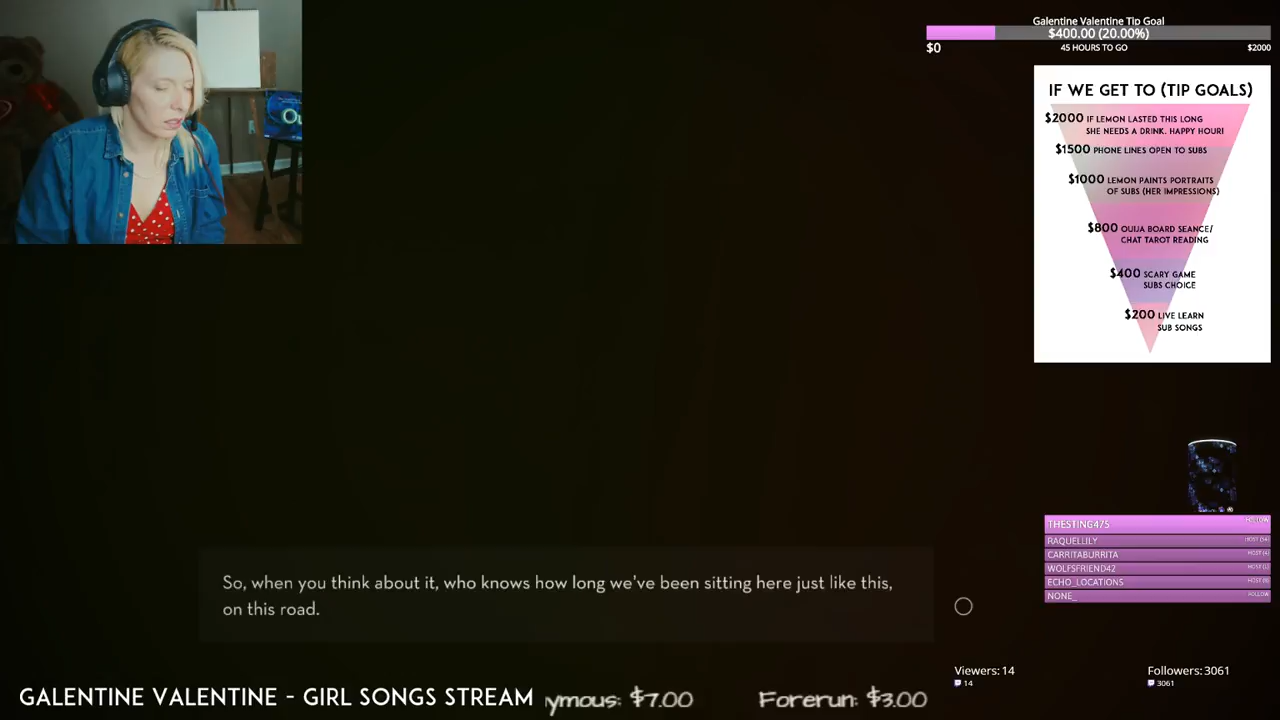 Galentine Valentine Tip Goal
$400.00 (20.00%)
$0
45 HOURS TO GO
$2000
IF WE GET TO (TIP GOALS)
$2000 IF LEMON LASTED THIS LONG
SHE NEEDS A DRINK. HAPPY HOUR!
$1500 PHONE LINES OPEN TO SUBS
$1000 LEMON PAINTS PORTRAITS
OF SUBS (HER IMPRESSIONS)
$800 OUIJA BOARD SEANCE/
CHAT TAROT READING
$400 SCARY GAME
SUBS CHOICE
$200 LIVE LEARN
SUB SONGS
Ou
THESTING475
RAQUELLILY
CARRITABURRITA
WOLFSFRIEND42
ECHO_LOCATIONS
NONE_ FOLLOW
So, when you think about it, who knows how long we've been sitting here just like this,
on this road.
Viewers: 14
14
Followers: 3061
3061
GALENTINE VALENTINE - GIRL SONGS STREAM
ymous: $7.00 Forerun: $3.00